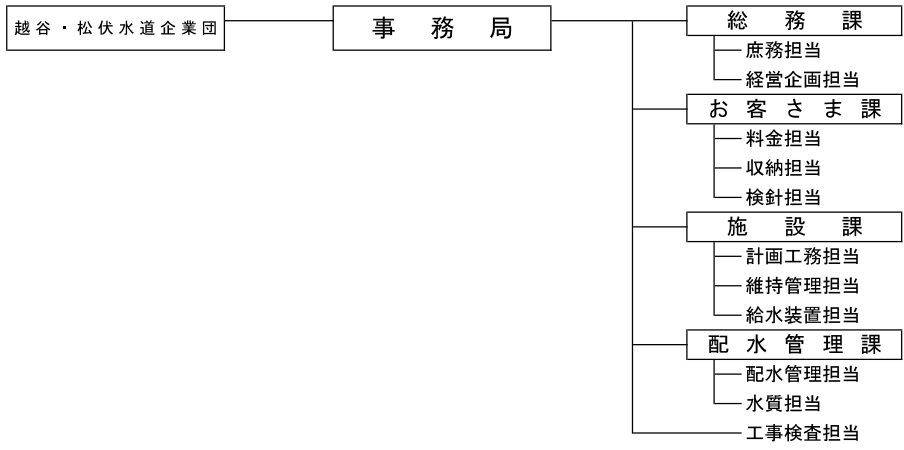 越谷・松伏水道企業団
事務局
総務課
庶務担当
経営企画担当
お客さま課
料金担当
収納担当
検針担当
施設課
計画工務担当
維持管理担当
給水装置担当
配水管理課
配水管理担当
水質担当
工事検査担当